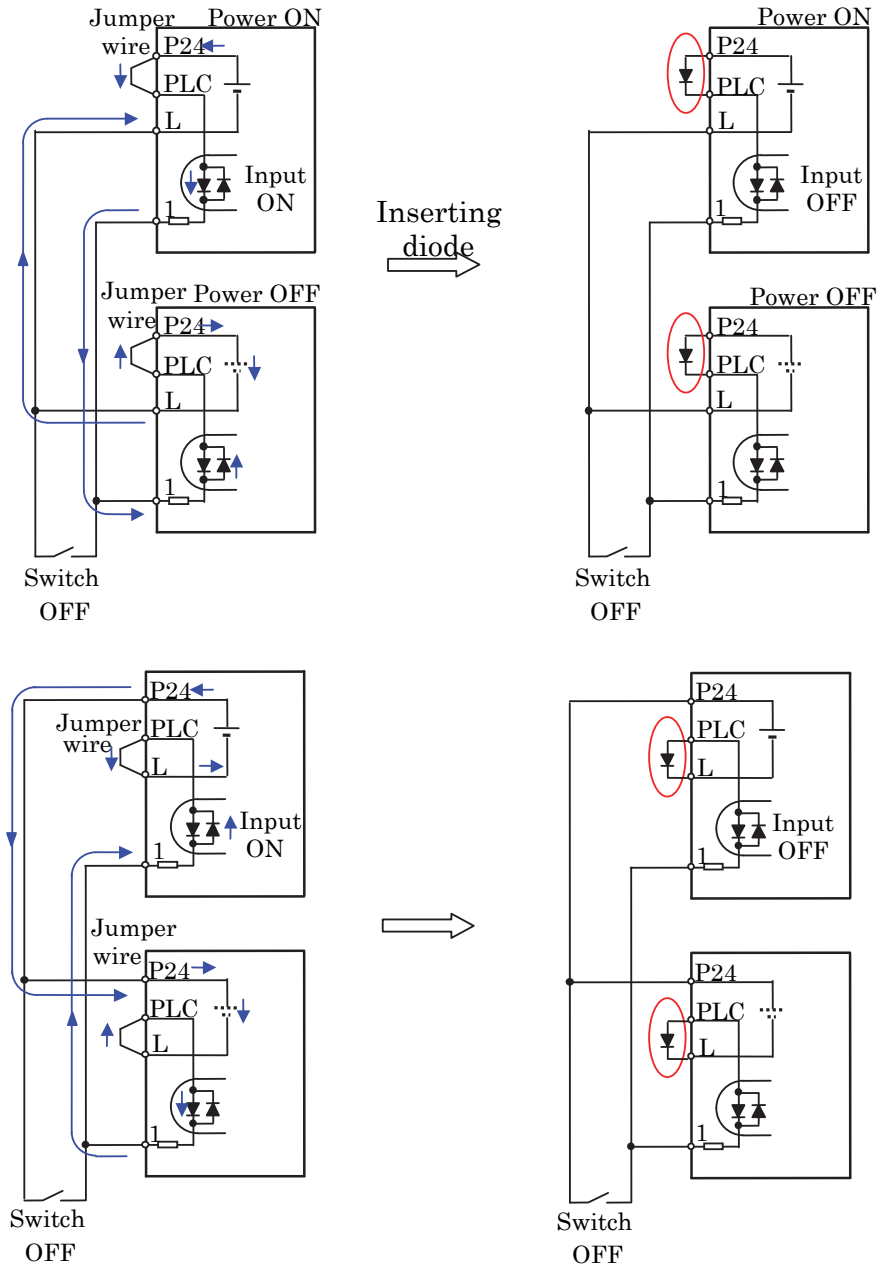 Jumper
wire
Power ON
P24
PLC
L
Input
ON
1
Jumper
wire
Power OFF
P24
PLC
L
1
Switch
OFF
Inserting
diode
Power ON
P24
PLC
L
Input
OFF
1
Power OFF
P24
PLC
L
1
Switch
OFF
P24
Jumper
wire
PLC
L
Input
ON
1
Jumper
wire
P24
PLC
L
1
Switch
OFF
P24
PLC
L
Input
OFF
1
P24
PLC
L
1
Switch
OFF